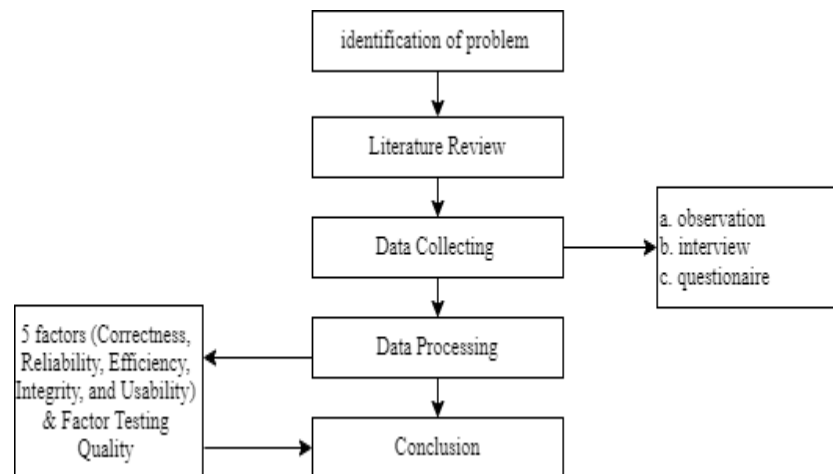 identification of problem
Literature Review
Data Collecting
a. observation
b. interview
c. questionaire
Data Processing
5 factors (Correctness,
Reliability, Efficiency,
Integrity, and Usability)
& Factor Testing
Quality
Conclusion